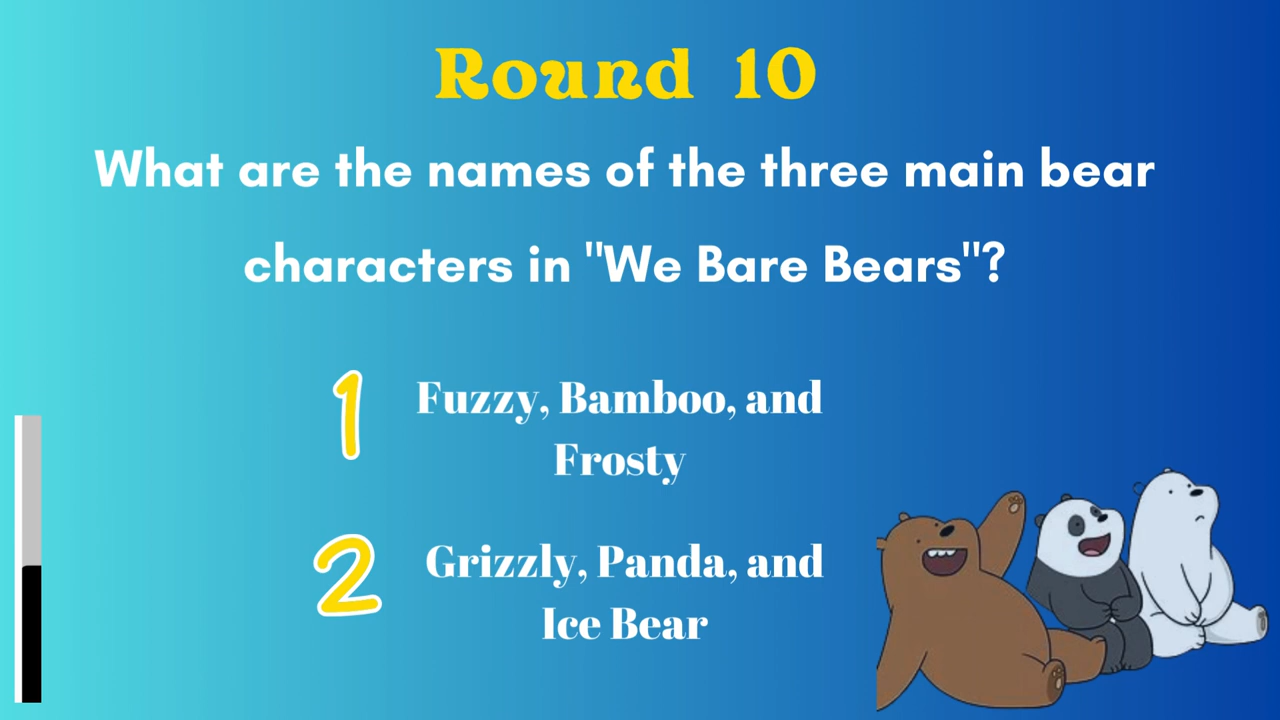 Round 10
What are the names of the three main bear
characters in "We Bare Bears"?
1
Fuzzy, Bamboo, and
Frosty
2
Grizzly, Panda, and
Ice Bear